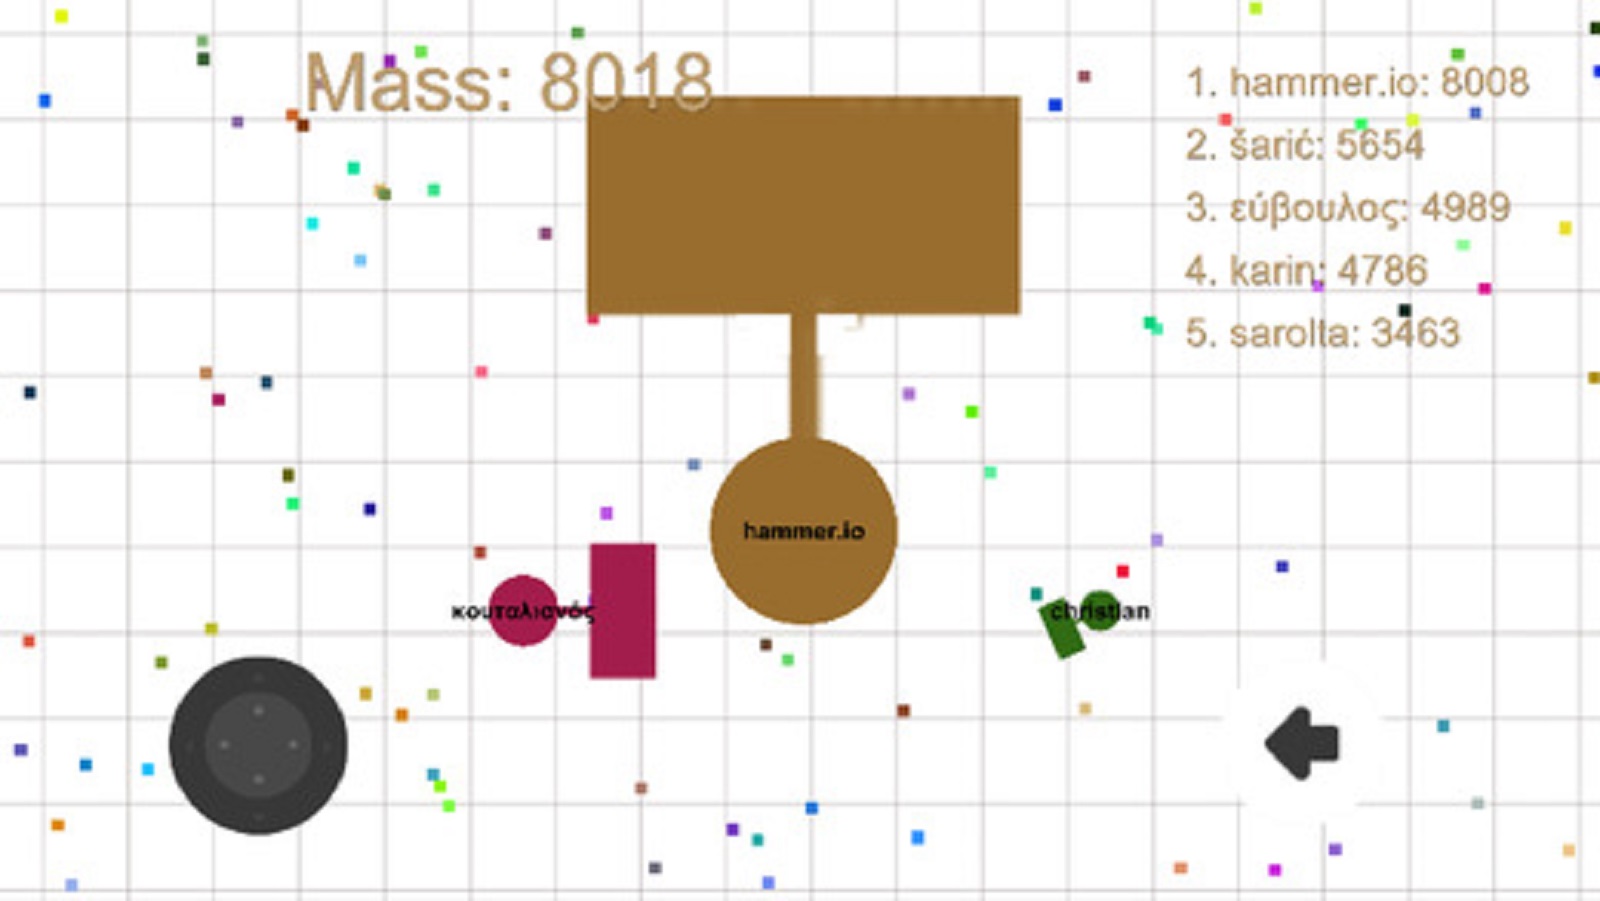 Mass: 8018
1. hammer.io: 8008
2. šarić: 5654
3. εύβουλος: 4989
4. karin: 4786
5. sarolta: 3463
hammer.io
κουταλιανός
christian